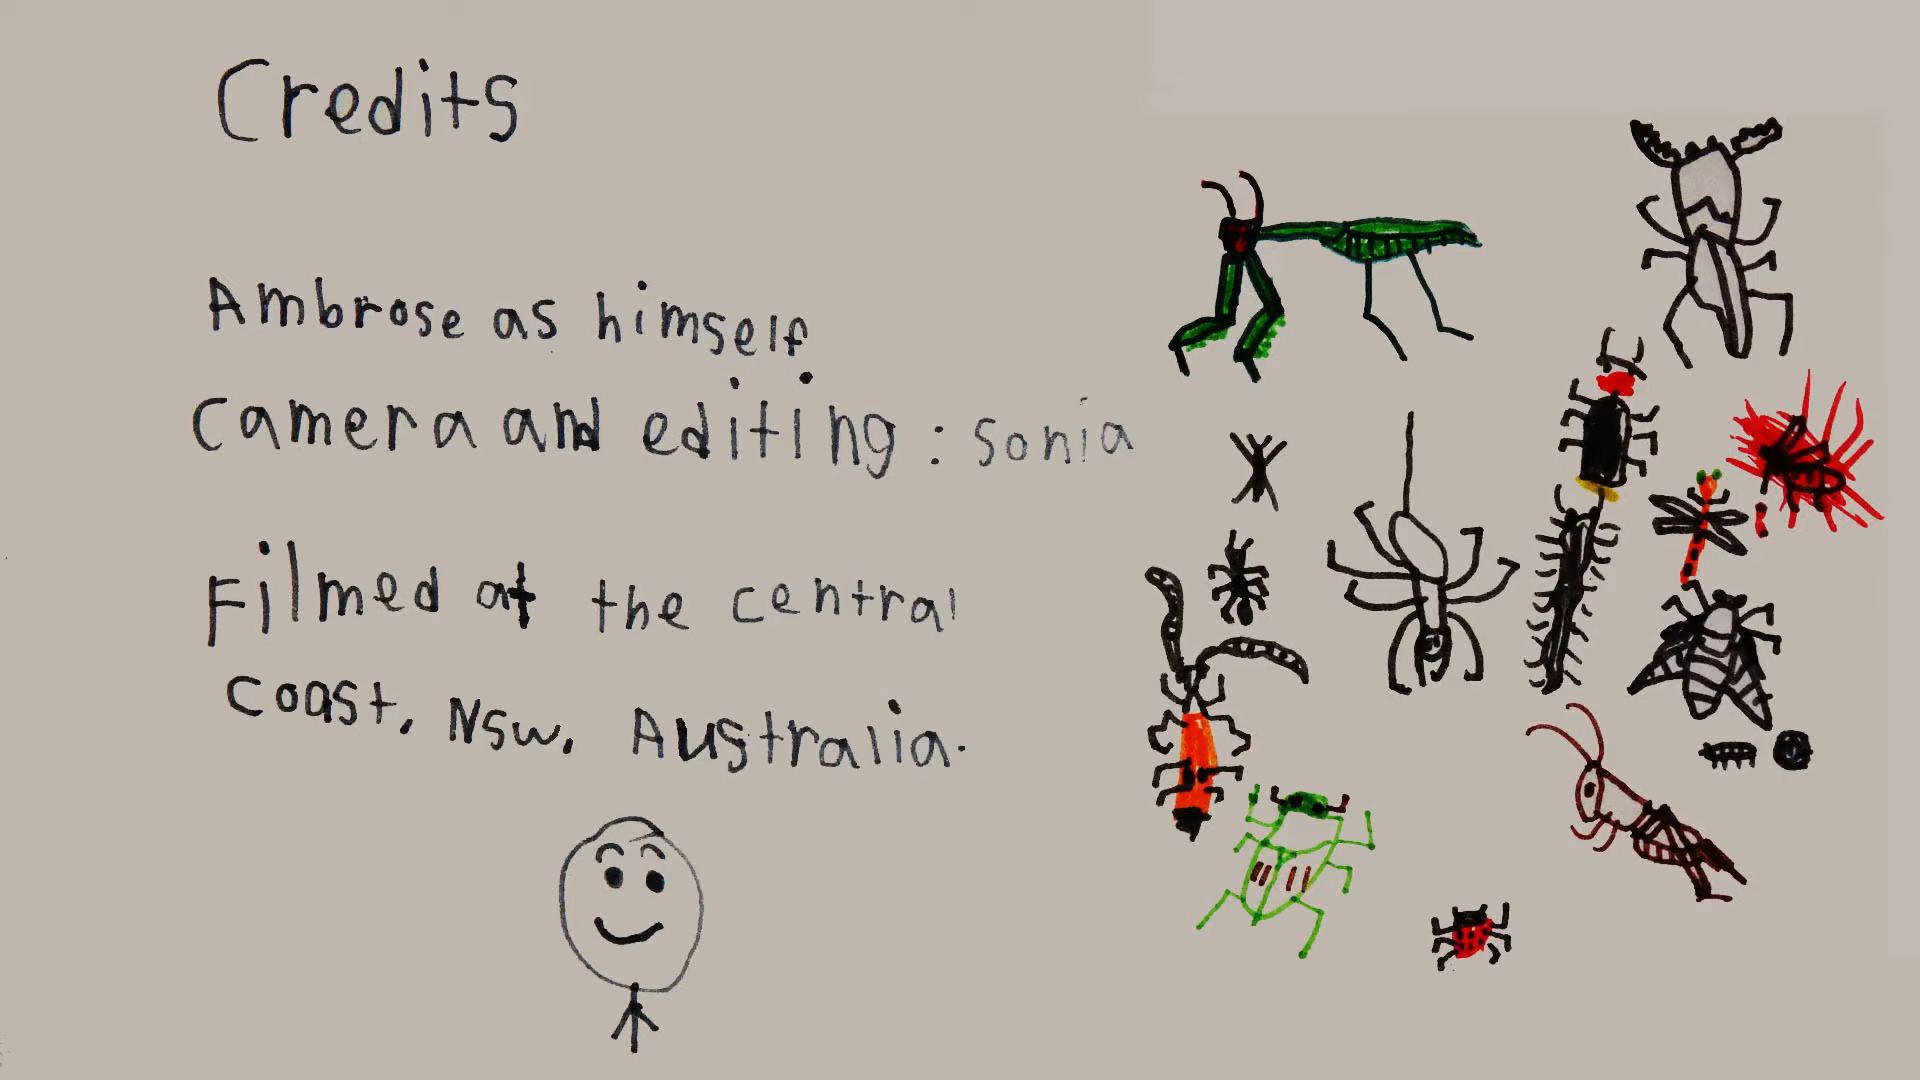 Credits
Ambrose as himself
Camera and editing: sonia
Filmed at the central
coast, NSW, Australia.